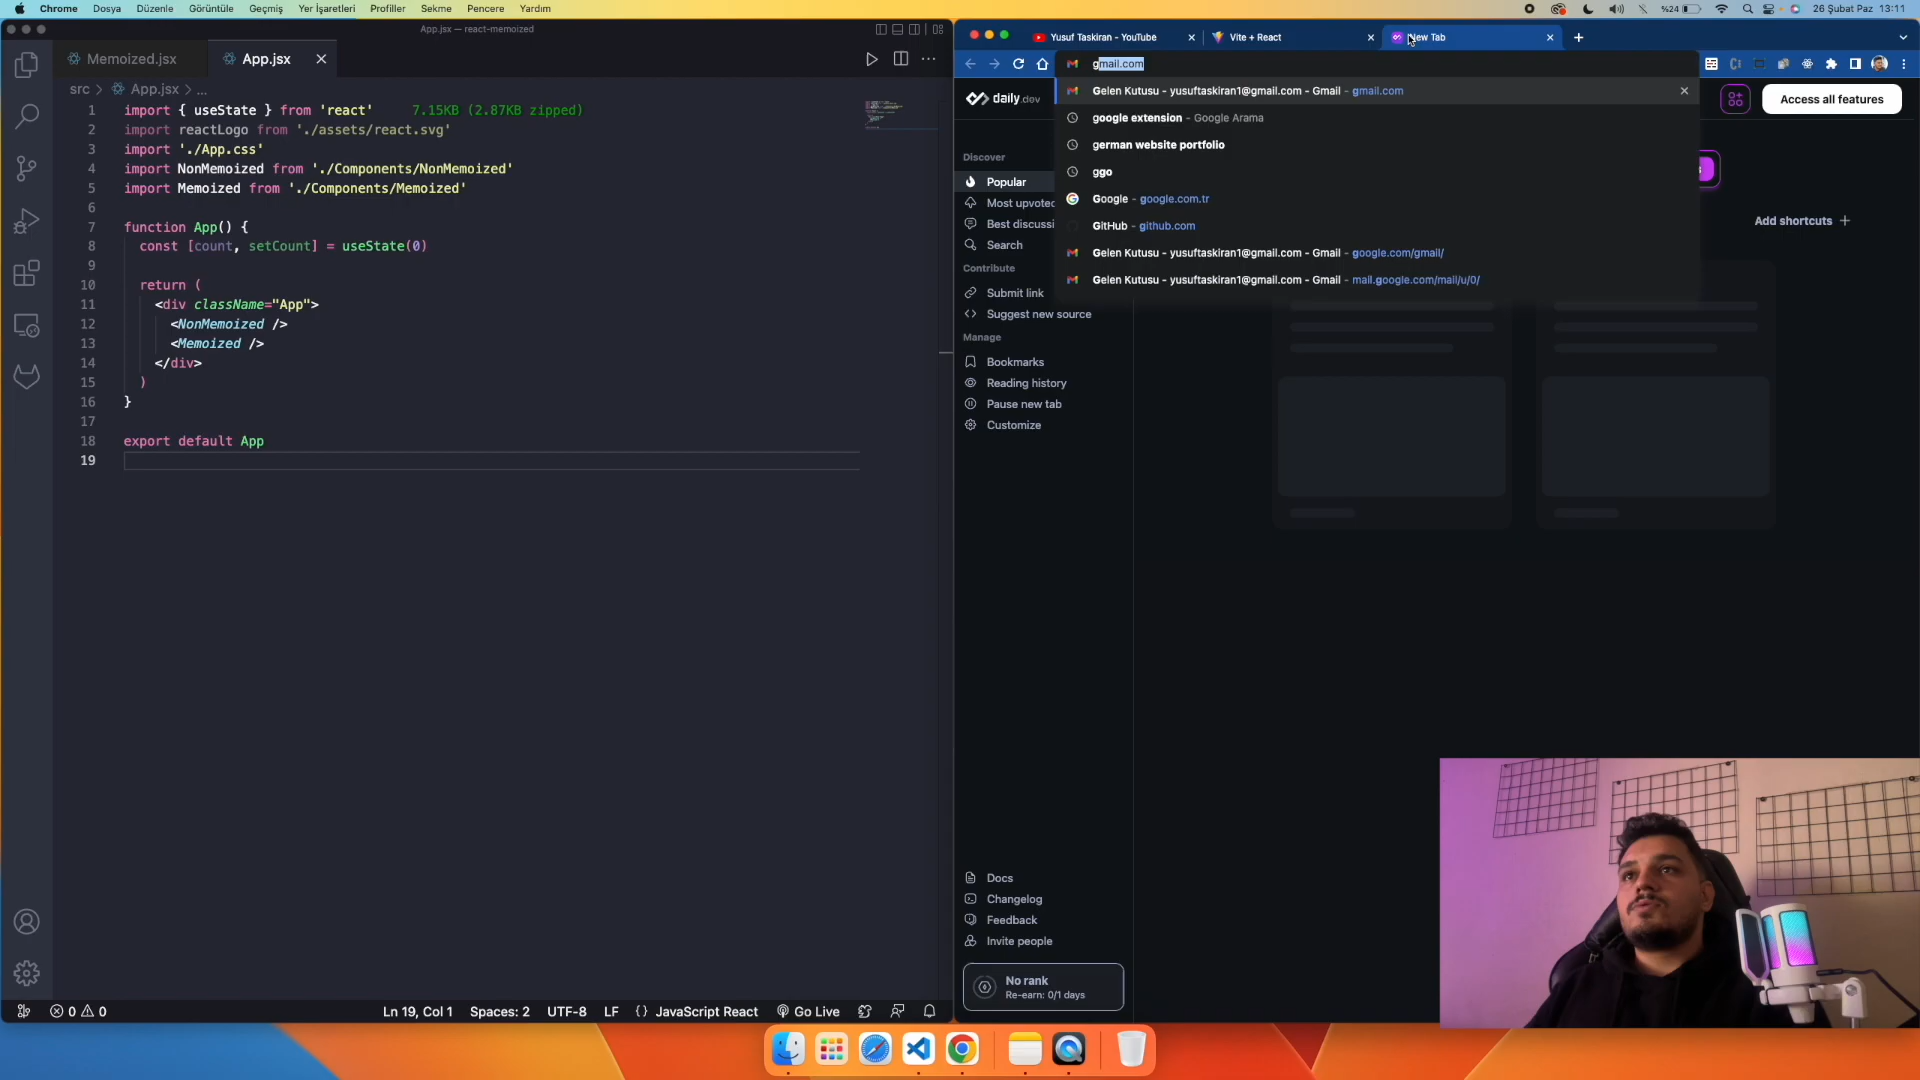 Chrome Dosya Düzenle Görüntüle Geçmiş Yer İşaretleri Profiller Sekme Pencere Yardım
%24 26 Şubat Paz 13:11
App.jsx — react-memoized
Memoized.jsx App.jsx
src > App.jsx > ...
1 import { useState } from 'react' 7.15KB (2.87KB zipped)
2 import reactLogo from './assets/react.svg'
3 import './App.css'
4 import NonMemoized from './Components/NonMemoized'
5 import Memoized from './Components/Memoized'
6
7 function App() {
8 const [count, setCount] = useState(0)
9
10 return (
11 <div className="App">
12 <NonMemoized />
13 <Memoized />
14 </div>
15 )
16 }
17
18 export default App
19
0 0 Ln 19, Col 1 Spaces: 2 UTF-8 LF {} JavaScript React Go Live
Yusuf Taskiran - YouTube Vite + React New Tab
gmail.com
Gelen Kutusu - yusuftaskiran1@gmail.com - Gmail - gmail.com
google extension - Google Arama
german website portfolio
ggo
Google - google.com.tr
GitHub - github.com
Gelen Kutusu - yusuftaskiran1@gmail.com - Gmail - google.com/gmail/
Gelen Kutusu - yusuftaskiran1@gmail.com - Gmail - mail.google.com/mail/u/0/
daily.dev
Access all features
Add shortcuts +
Discover
Popular
Most upvoted
Best discussi
Search
Contribute
Submit link
Suggest new source
Manage
Bookmarks
Reading history
Pause new tab
Customize
Docs
Changelog
Feedback
Invite people
No rank
Re-earn: 0/1 days